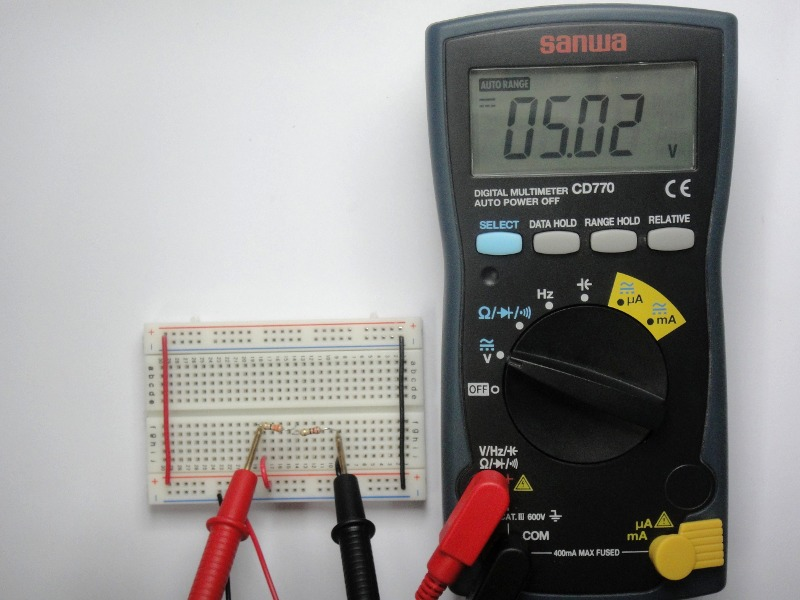 sanwa
AUTO RANGE
05.02 V
DIGITAL MULTIMETER CD770
AUTO POWER OFF
CE
SELECT DATA HOLD RANGE HOLD RELATIVE
Hz
µA
mA
Ω
V
OFF
V/Hz/
Ω/
CAT. III 600V
COM
µA
mA
400mA MAX FUSED
a b c d e
f g h i j